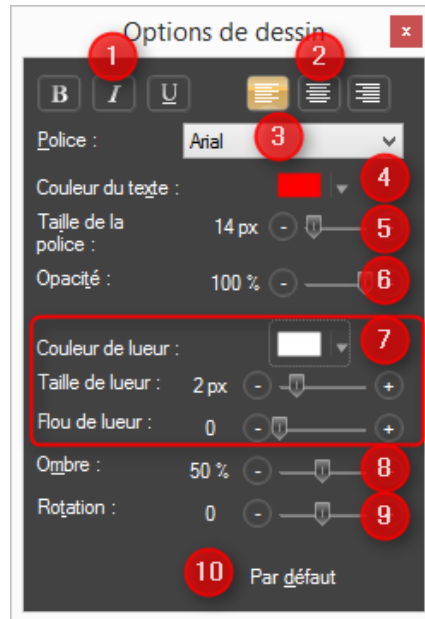 Options de dessin x
1 2
B I U
Police : Arial 3
Couleur du texte : 4
Taille de la police : 14 px - 5
Opacité : 100 % - 6
Couleur de lueur : 7
Taille de lueur : 2 px - +
Flou de lueur : 0 - +
Ombre : 50 % - 8
Rotation : 0 - 9
10 Par défaut